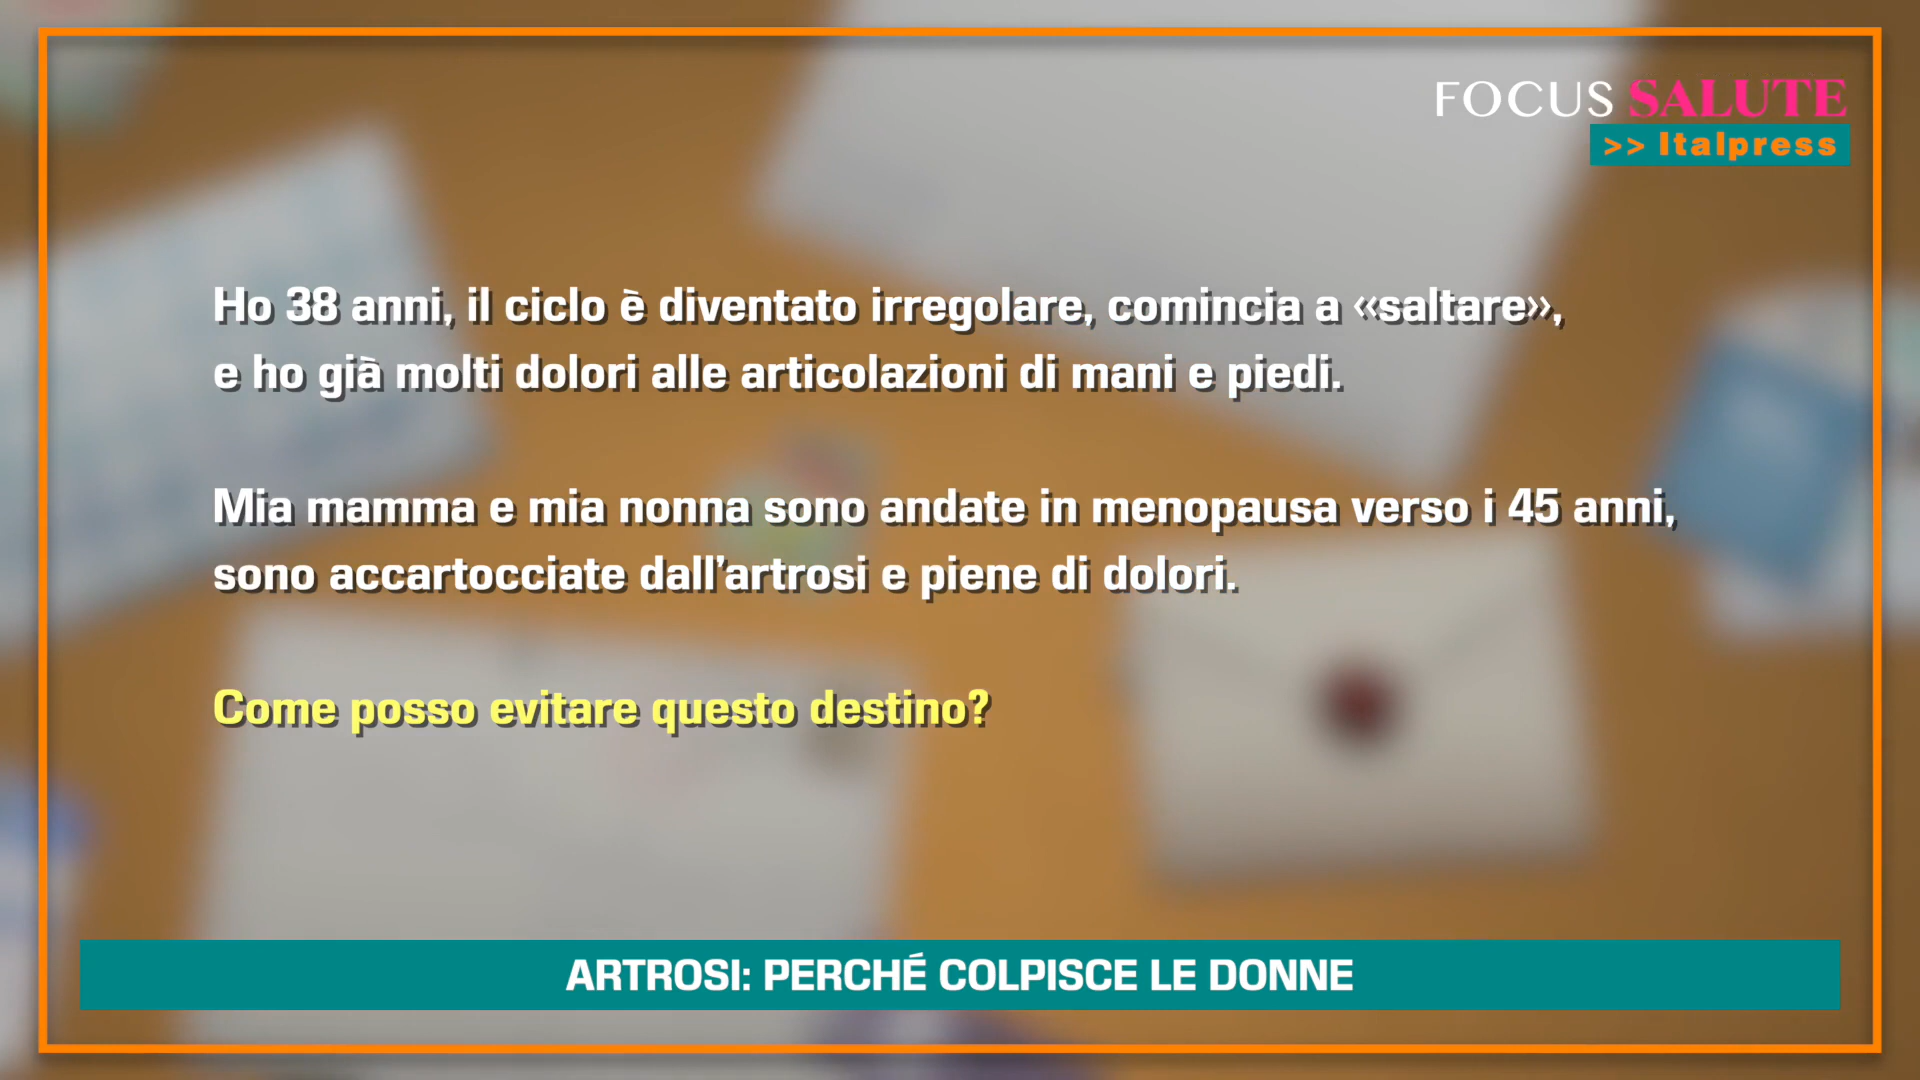 FOCUS SALUTE
>> Italpress
Ho 38 anni, il ciclo è diventato irregolare, comincia a «saltare»,
e ho già molti dolori alle articolazioni di mani e piedi.
Mia mamma e mia nonna sono andate in menopausa verso i 45 anni,
sono accartocciate dall’artrosi e piene di dolori.
Come posso evitare questo destino?
ARTROSI: PERCHÉ COLPISCE LE DONNE